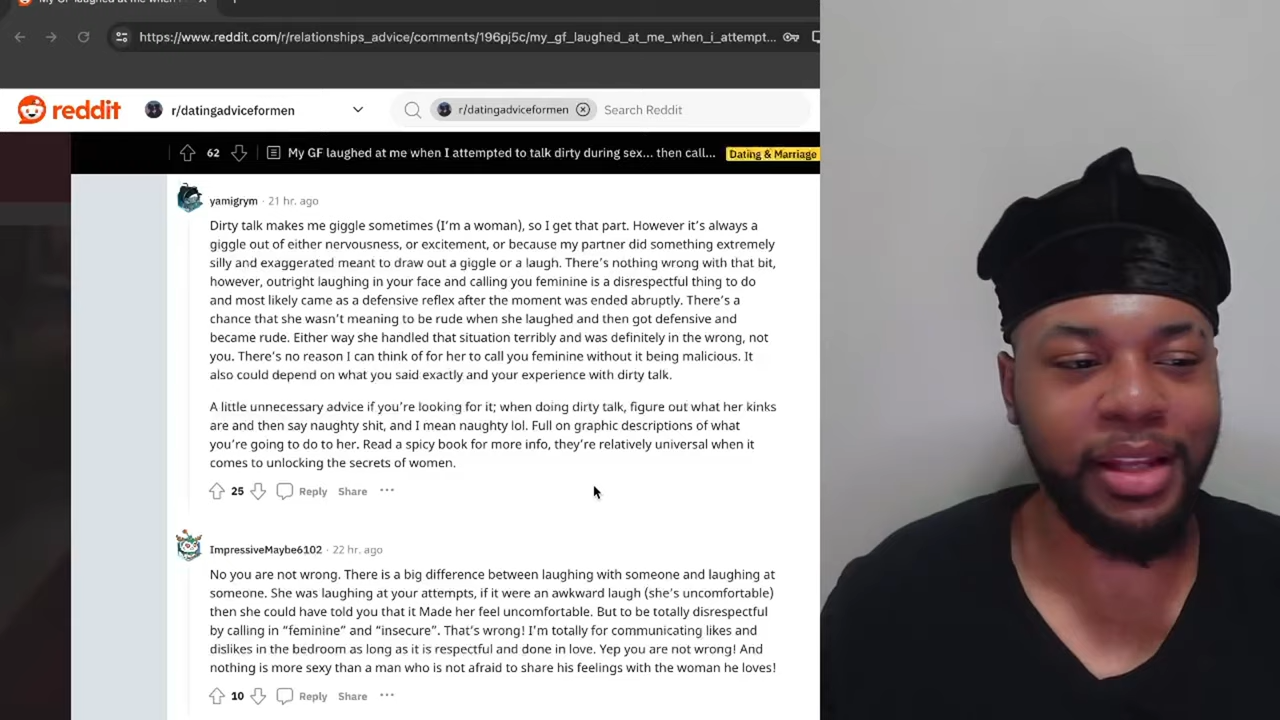 My GF laughed at me when I
https://www.reddit.com/r/relationships_advice/comments/196pj5c/my_gf_laughed_at_me_when_i_attempt...
reddit r/datingadviceformen r/datingadviceformen Search Reddit
62 My GF laughed at me when I attempted to talk dirty during sex... then call... Dating & Marriage
yamigrym · 21 hr. ago
Dirty talk makes me giggle sometimes (I'm a woman), so I get that part. However it's always a
giggle out of either nervousness, or excitement, or because my partner did something extremely
silly and exaggerated meant to draw out a giggle or a laugh. There's nothing wrong with that bit,
however, outright laughing in your face and calling you feminine is a disrespectful thing to do
and most likely came as a defensive reflex after the moment was ended abruptly. There's a
chance that she wasn't meaning to be rude when she laughed and then got defensive and
became rude. Either way she handled that situation terribly and was definitely in the wrong, not
you. There's no reason I can think of for her to call you feminine without it being malicious. It
also could depend on what you said exactly and your experience with dirty talk.
A little unnecessary advice if you're looking for it; when doing dirty talk, figure out what her kinks
are and then say naughty shit, and I mean naughty lol. Full on graphic descriptions of what
you're going to do to her. Read a spicy book for more info, they're relatively universal when it
comes to unlocking the secrets of women.
25 Reply Share ...
ImpressiveMaybe6102 · 22 hr. ago
No you are not wrong. There is a big difference between laughing with someone and laughing at
someone. She was laughing at your attempts, if it were an awkward laugh (she's uncomfortable)
then she could have told you that it Made her feel uncomfortable. But to be totally disrespectful
by calling in “feminine” and “insecure”. That's wrong! I'm totally for communicating likes and
dislikes in the bedroom as long as it is respectful and done in love. Yep you are not wrong! And
nothing is more sexy than a man who is not afraid to share his feelings with the woman he loves!
10 Reply Share ...